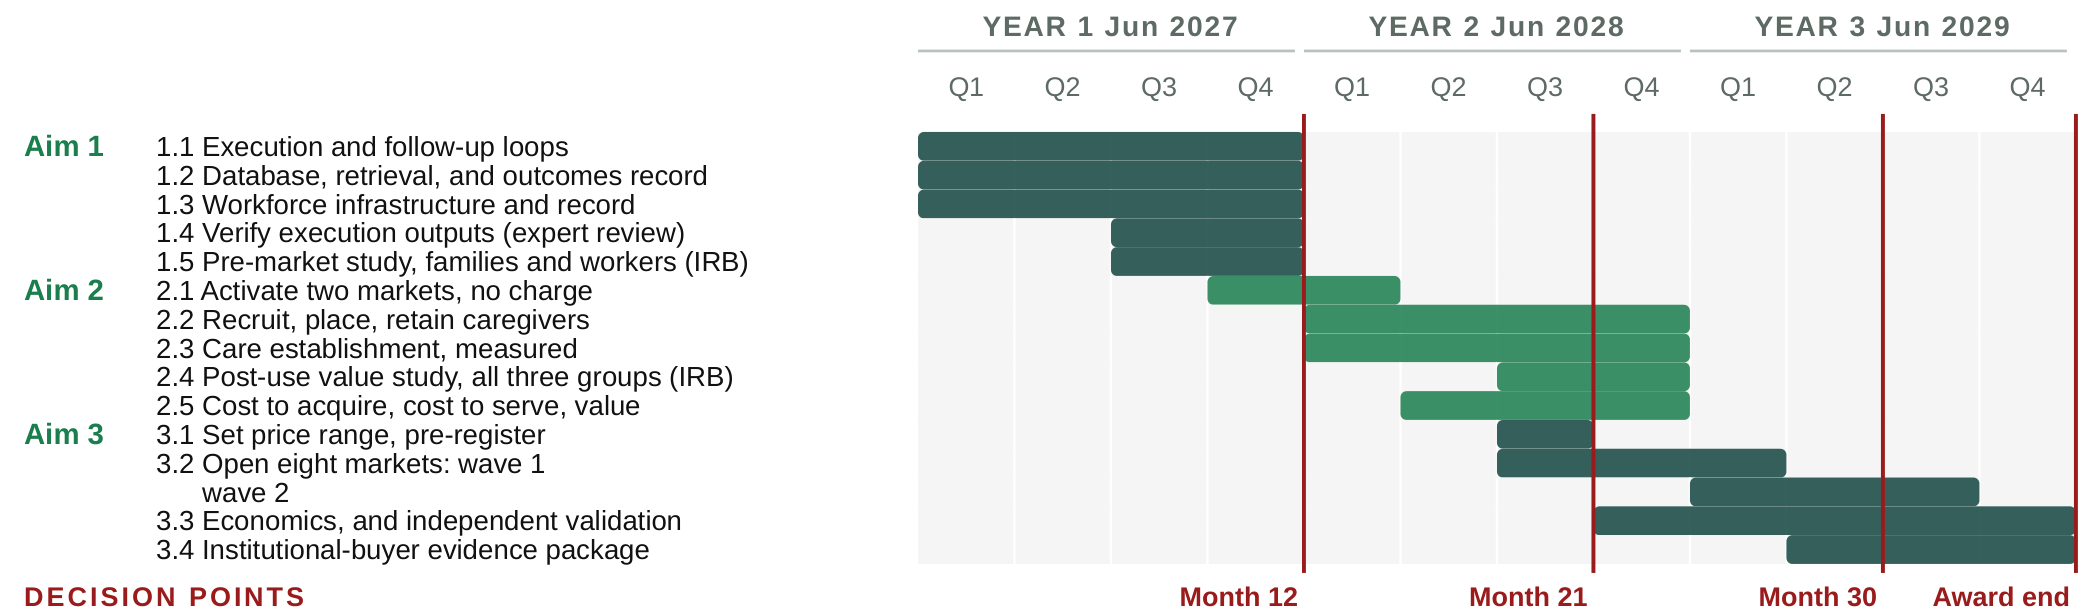 YEAR 1 Jun 2027 YEAR 2 Jun 2028 YEAR 3 Jun 2029
Q1 Q2 Q3 Q4 Q1 Q2 Q3 Q4 Q1 Q2 Q3 Q4
Aim 1 1.1 Execution and follow-up loops
1.2 Database, retrieval, and outcomes record
1.3 Workforce infrastructure and record
1.4 Verify execution outputs (expert review)
1.5 Pre-market study, families and workers (IRB)
Aim 2 2.1 Activate two markets, no charge
2.2 Recruit, place, retain caregivers
2.3 Care establishment, measured
2.4 Post-use value study, all three groups (IRB)
2.5 Cost to acquire, cost to serve, value
Aim 3 3.1 Set price range, pre-register
3.2 Open eight markets: wave 1
wave 2
3.3 Economics, and independent validation
3.4 Institutional-buyer evidence package
DECISION POINTS Month 12 Month 21 Month 30 Award end